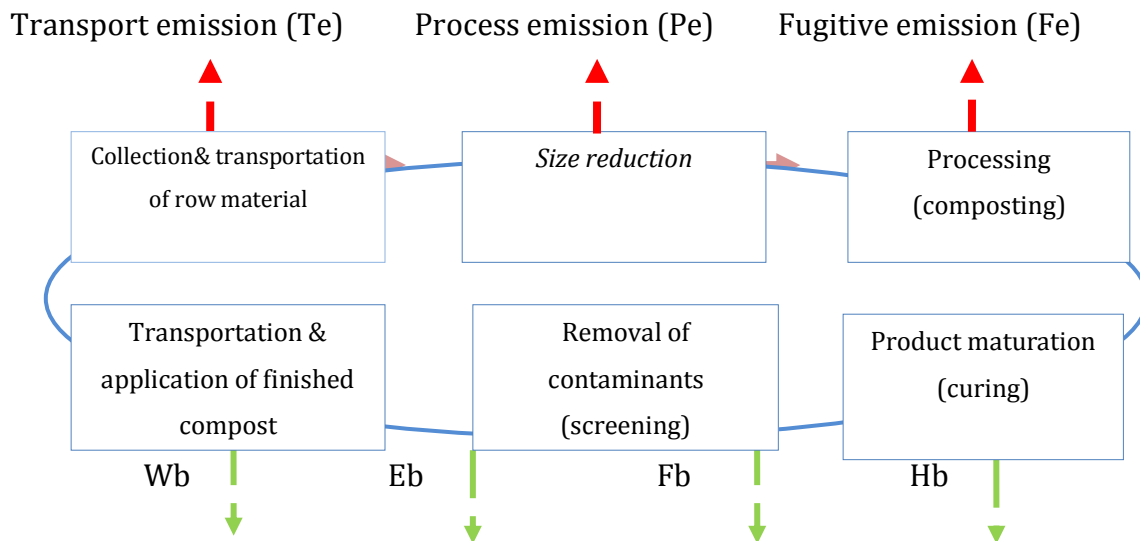 Transport emission (Te)
Process emission (Pe)
Fugitive emission (Fe)
Collection& transportation
of row material
Size reduction
Processing
(composting)
Transportation &
application of finished
compost
Removal of
contaminants
(screening)
Product maturation
(curing)
Wb
Eb
Fb
Hb